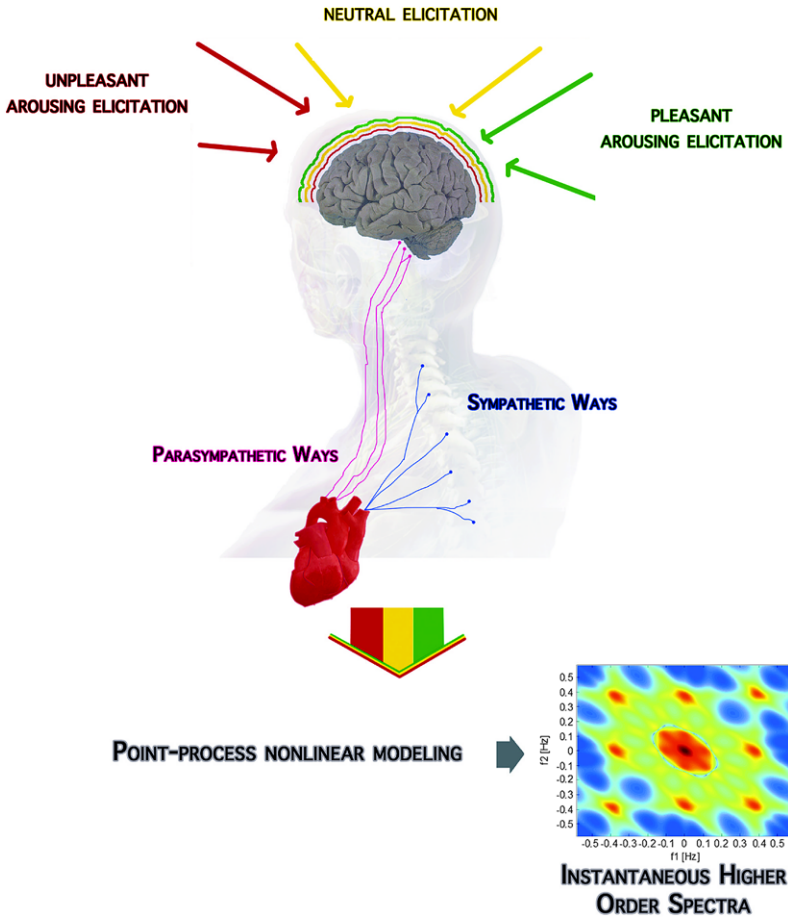 NEUTRAL ELICITATION
UNPLEASANT
AROUSING ELICITATION
PLEASANT
AROUSING ELICITATION
SYMPATHETIC WAYS
PARASYMPATHETIC WAYS
POINT-PROCESS NONLINEAR MODELING
f2 [Hz]
0.5
0.4
0.3
0.2
0.1
0
-0.1
-0.2
-0.3
-0.4
-0.5
-0.5 -0.4 -0.3 -0.2 -0.1 0 0.1 0.2 0.3 0.4 0.5
f1 [Hz]
INSTANTANEOUS HIGHER
ORDER SPECTRA